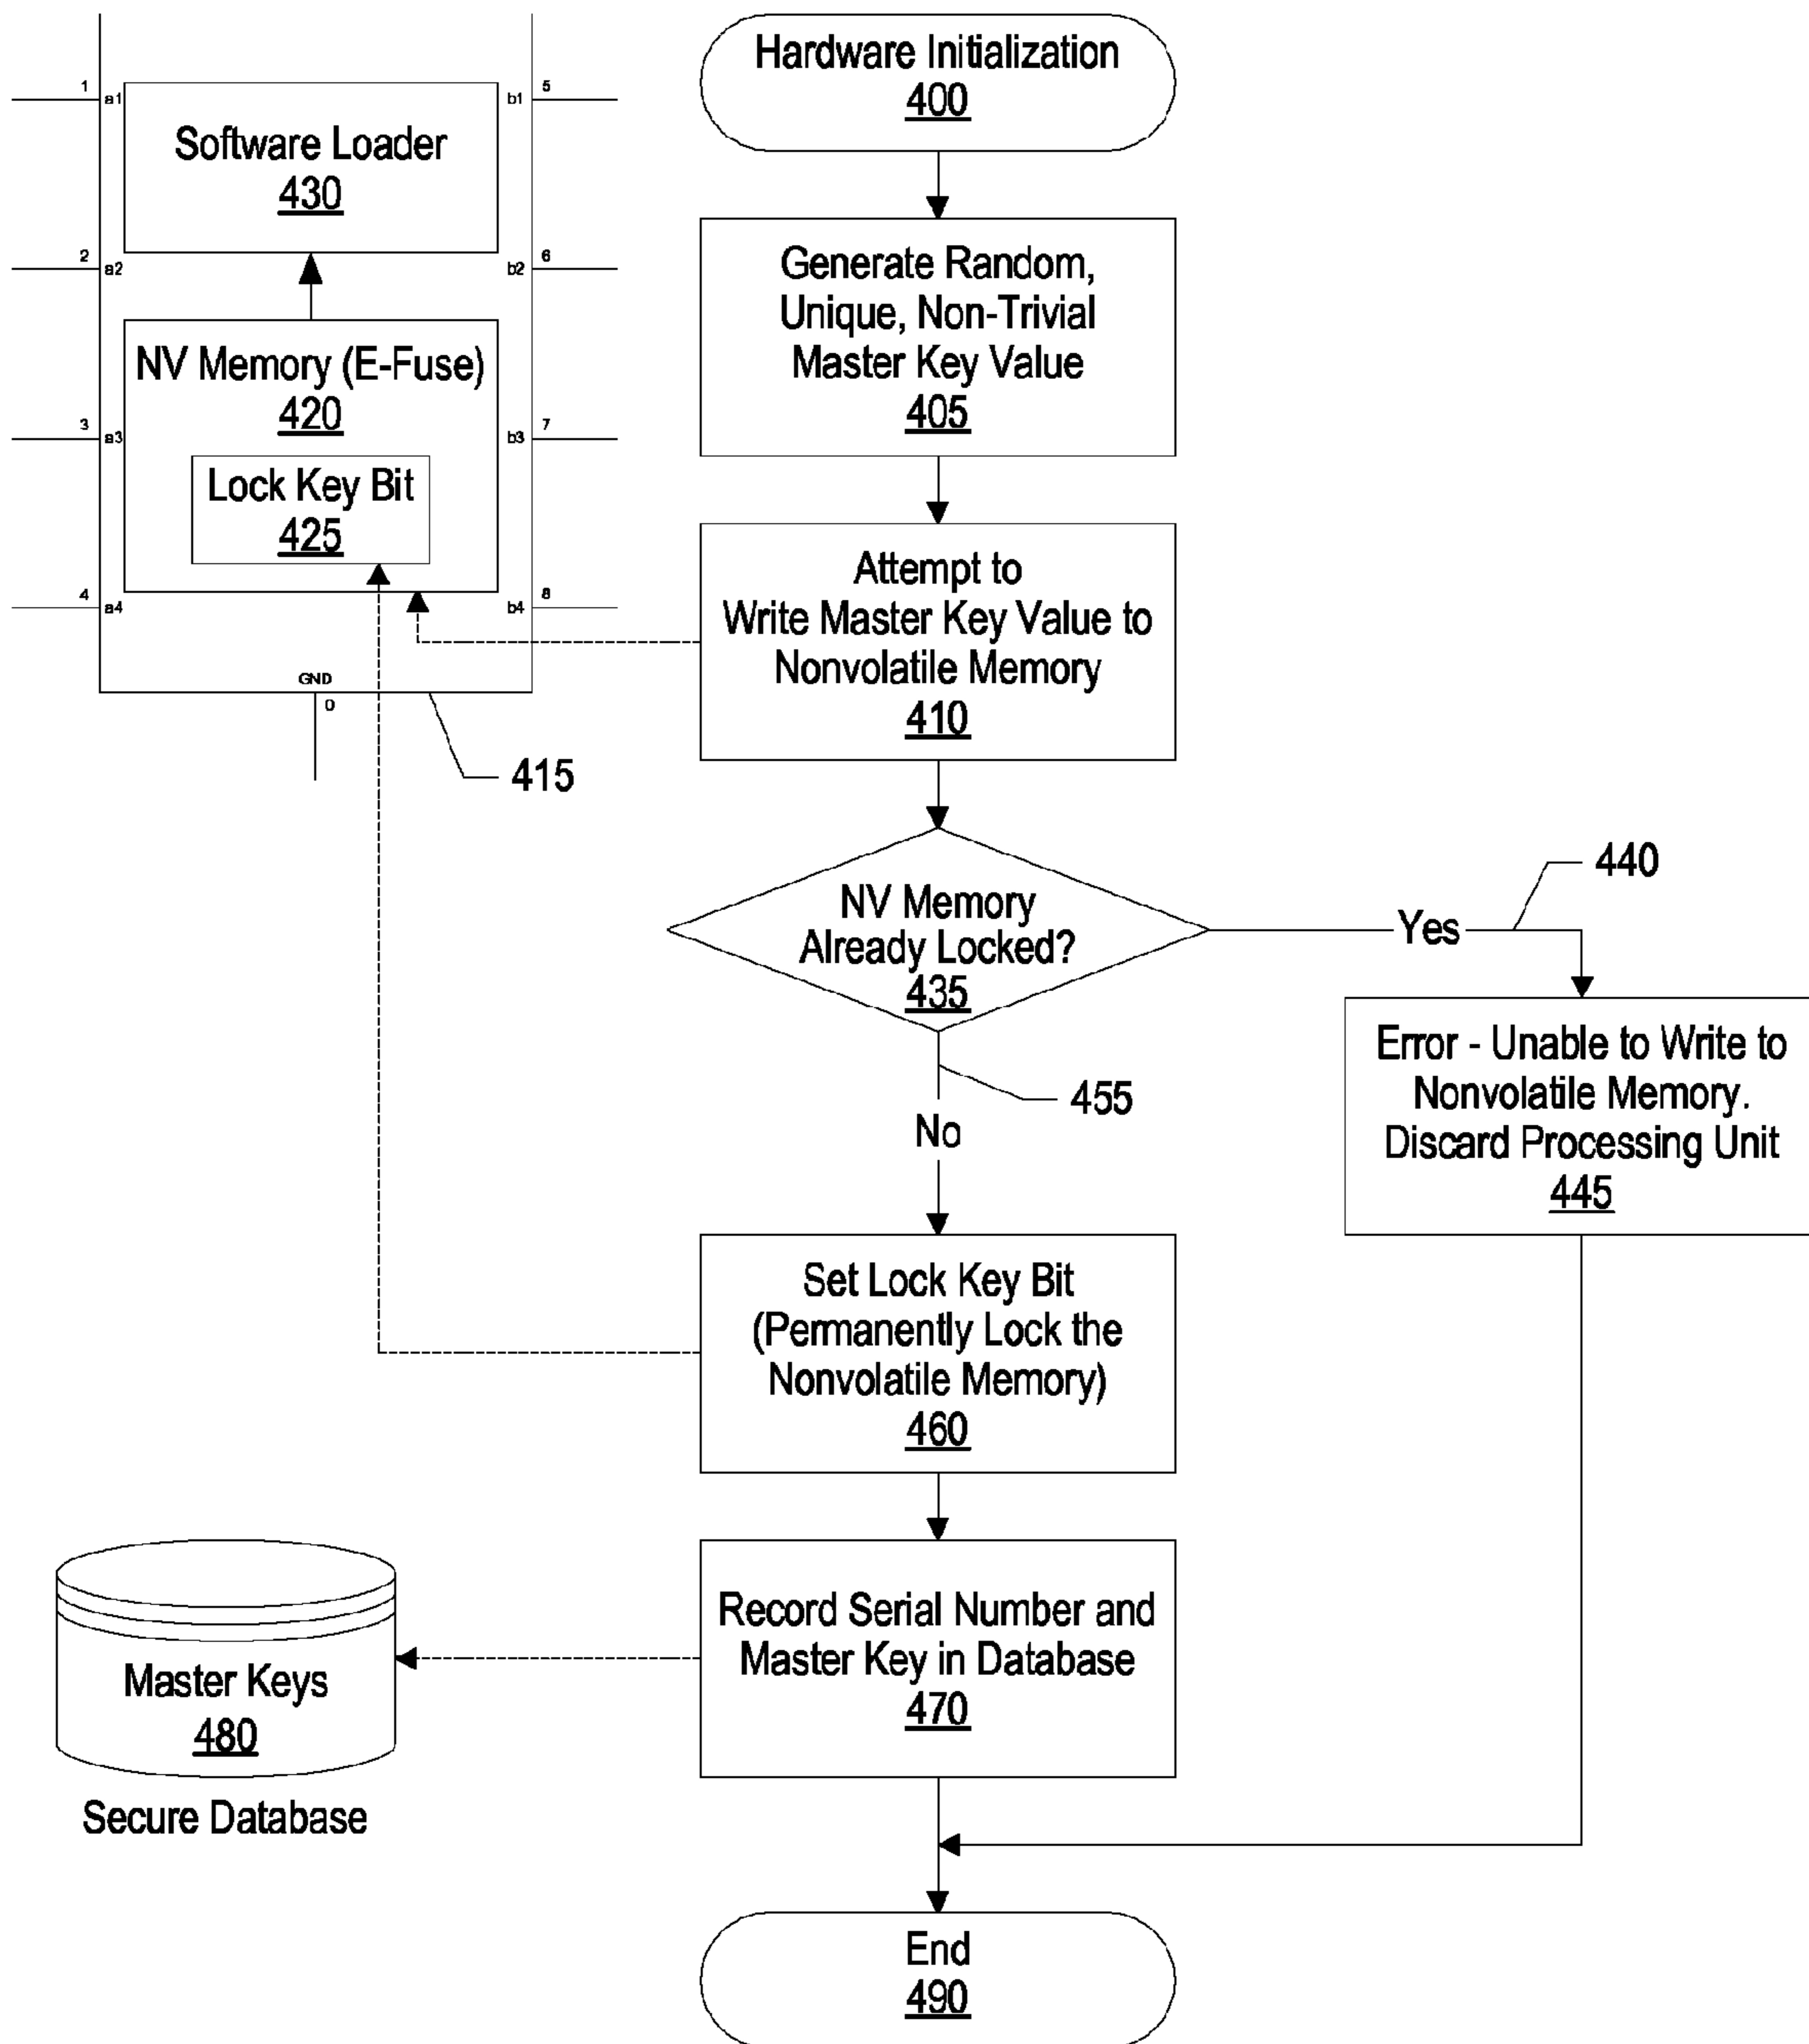 Hardware Initialization
400
1
a1
b1
5
Software Loader
430
2
a2
b2
6
NV Memory (E-Fuse)
420
3
a3
b3
7
Lock Key Bit
425
4
a4
b4
8
GND
0
415
Generate Random,
Unique, Non-Trivial
Master Key Value
405
Attempt to
Write Master Key Value to
Nonvolatile Memory
410
NV Memory
Already Locked?
435
Yes
440
Error - Unable to Write to
Nonvolatile Memory.
Discard Processing Unit
445
455
No
Set Lock Key Bit
(Permanently Lock the
Nonvolatile Memory)
460
Record Serial Number and
Master Key in Database
470
Master Keys
480
Secure Database
End
490